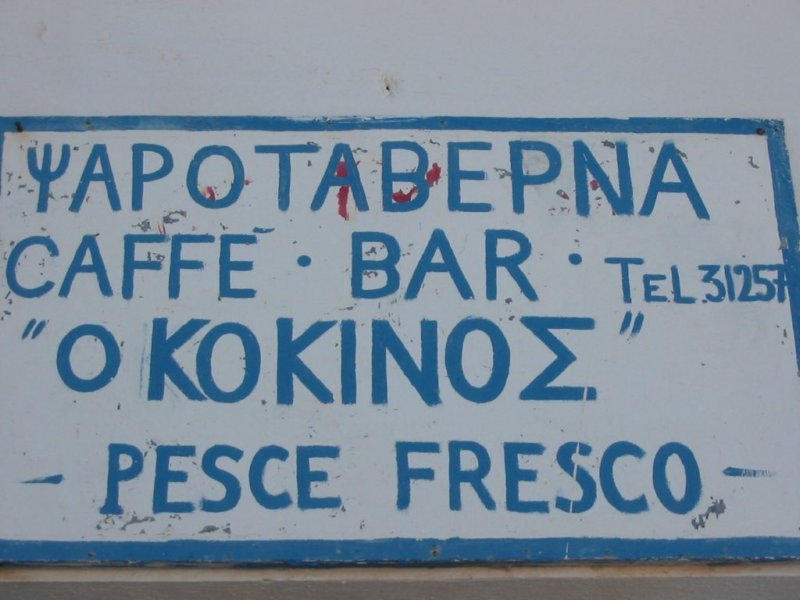 ΨΑΡΟΤΑΒΕΡΝΑ
CAFFE · BAR · TEL. 31257
"Ο ΚΟΚΙΝΟΣ"
- PESCE FRESCO -